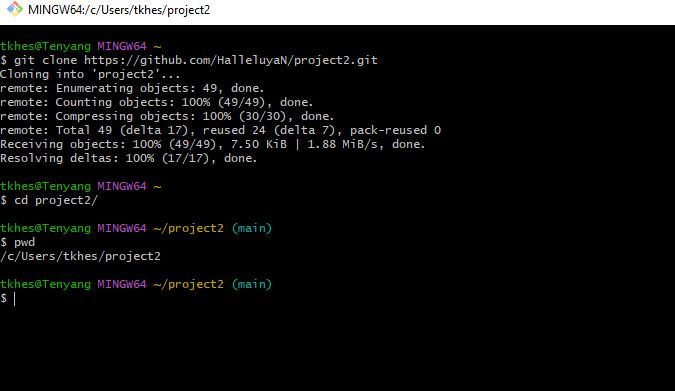 MINGW64:/c/Users/tkhes/project2
tkhes@Tenyang MINGW64 ~
$ git clone https://github.com/HalleluyaN/project2.git
Cloning into 'project2'...
remote: Enumerating objects: 49, done.
remote: Counting objects: 100% (49/49), done.
remote: Compressing objects: 100% (30/30), done.
remote: Total 49 (delta 17), reused 24 (delta 7), pack-reused 0
Receiving objects: 100% (49/49), 7.50 KiB | 1.88 MiB/s, done.
Resolving deltas: 100% (17/17), done.
tkhes@Tenyang MINGW64 ~
$ cd project2/
tkhes@Tenyang MINGW64 ~/project2 (main)
$ pwd
/c/Users/tkhes/project2
tkhes@Tenyang MINGW64 ~/project2 (main)
$